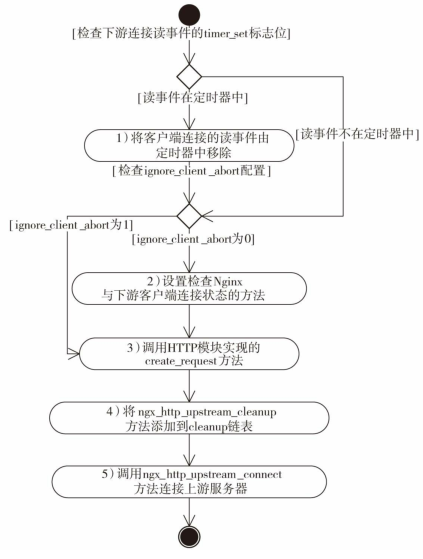 [检查下游连接读事件的timer_set标志位]
[读事件在定时器中]
[读事件不在定时器中]
1)将客户端连接的读事件由
定时器中移除
[检查ignore_client_abort配置]
[ignore_client_abort为1]
[ignore_client_abort为0]
2)设置检查Nginx
与下游客户端连接状态的方法
3)调用HTTP模块实现的
create_request方法
4)将ngx_http_upstream_cleanup
方法添加到cleanup链表
5)调用ngx_http_upstream_connect
方法连接上游服务器